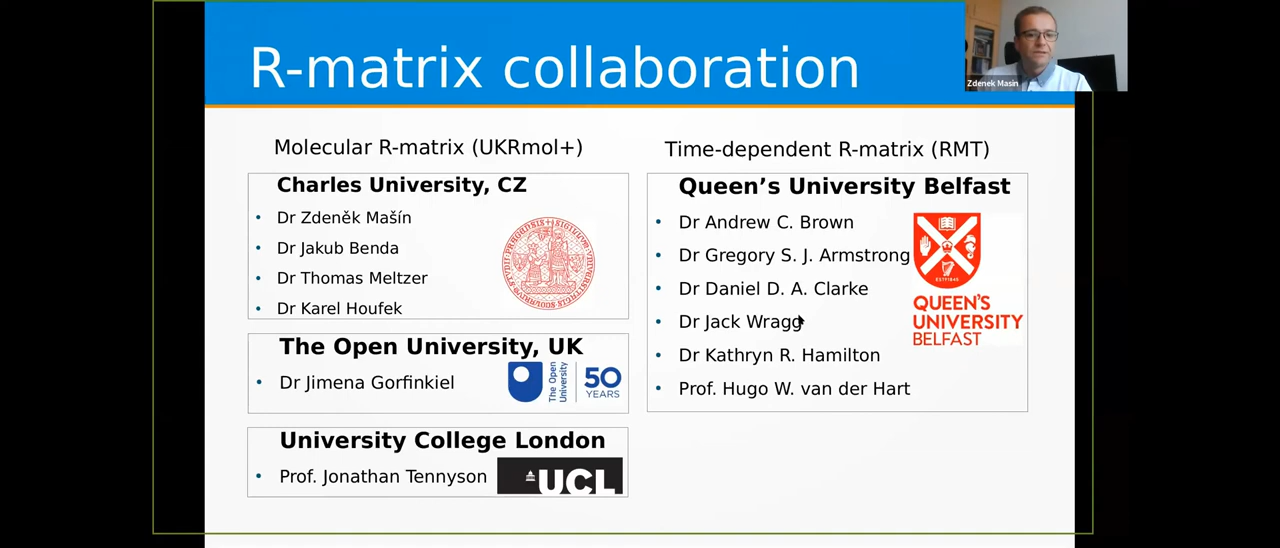 R-matrix collaboration
Zdenek Masin
Molecular R-matrix (UKRmol+)
Charles University, CZ
• Dr Zdeněk Mašín
• Dr Jakub Benda
• Dr Thomas Meltzer
• Dr Karel Houfek
The Open University, UK
• Dr Jimena Gorfinkiel
The Open
University
50
YEARS
University College London
• Prof. Jonathan Tennyson
UCL
Time-dependent R-matrix (RMT)
Queen’s University Belfast
• Dr Andrew C. Brown
• Dr Gregory S. J. Armstrong
• Dr Daniel D. A. Clarke
• Dr Jack Wragg
• Dr Kathryn R. Hamilton
• Prof. Hugo W. van der Hart
QUEEN’S
UNIVERSITY
BELFAST